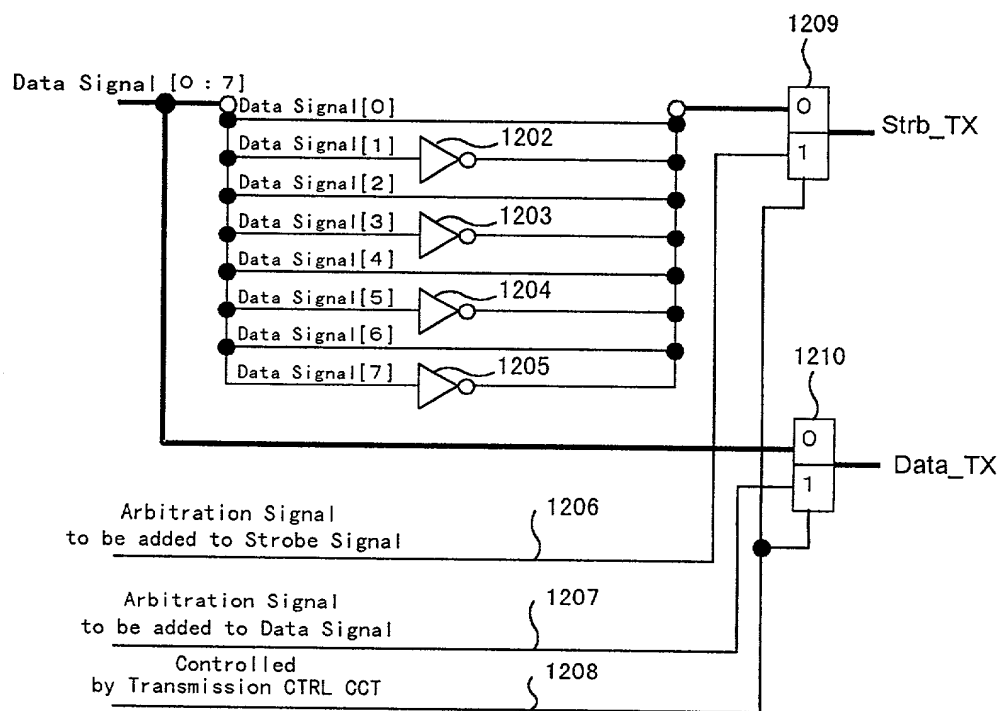 1209
Data Signal [0 : 7]
Data Signal[0]
0
Strb_TX
Data Signal[1]
1202
1
Data Signal[2]
Data Signal[3]
1203
Data Signal[4]
Data Signal[5]
1204
Data Signal[6]
1210
Data Signal[7]
1205
0
Data_TX
1
Arbitration Signal
to be added to Strobe Signal
1206
Arbitration Signal
to be added to Data Signal
1207
Controlled
by Transmission CTRL CCT
1208